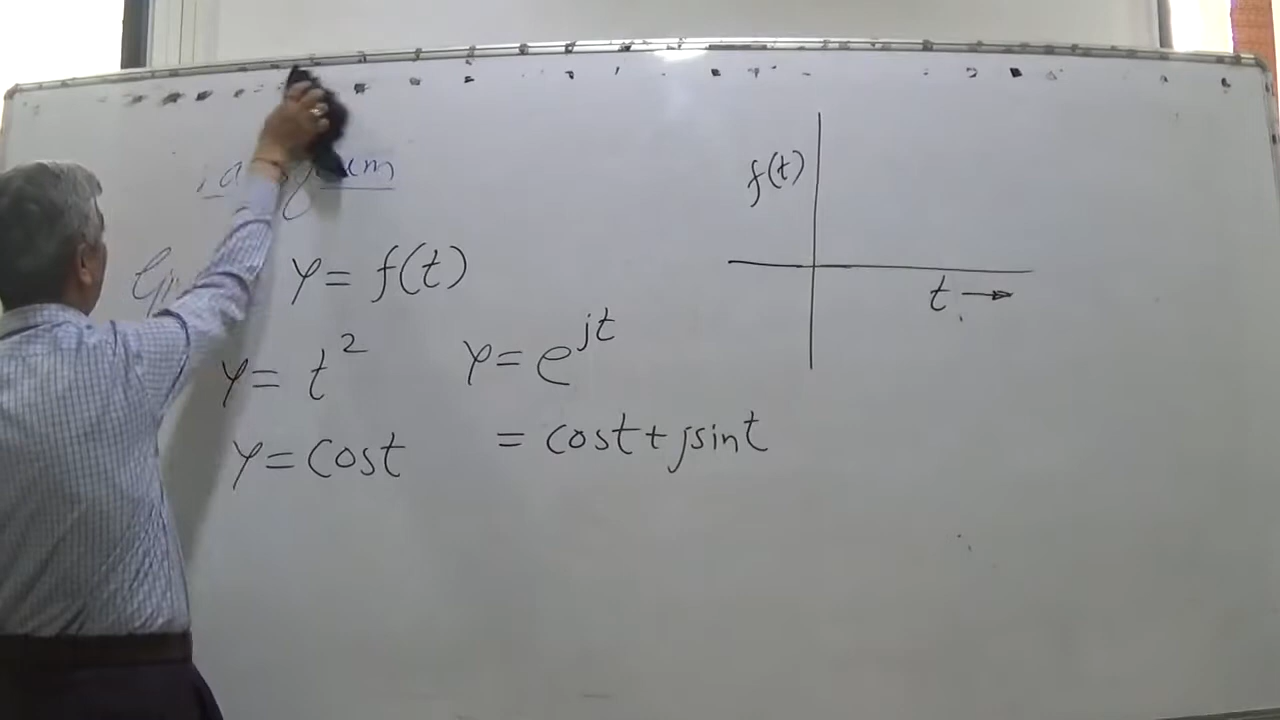 y = f(t)
y = t²
y = e^{jt}
y = cost
= cost + jsint
f(t)
t →